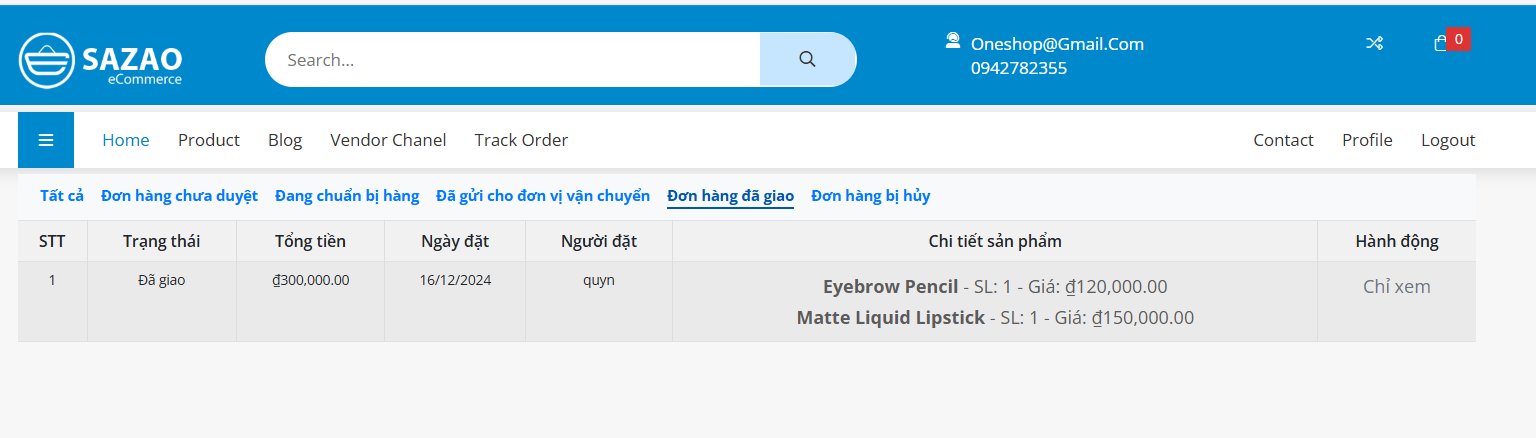 SAZAO
eCommerce
Search...
Oneshop@Gmail.Com
0942782355
0
Home Product Blog Vendor Chanel Track Order Contact Profile Logout
Tất cả Đơn hàng chưa duyệt Đang chuẩn bị hàng Đã gửi cho đơn vị vận chuyển Đơn hàng đã giao Đơn hàng bị hủy
STT Trạng thái Tổng tiền Ngày đặt Người đặt Chi tiết sản phẩm Hành động
1 Đã giao ₫300,000.00 16/12/2024 quyn Eyebrow Pencil - SL: 1 - Giá: ₫120,000.00 Chỉ xem
Matte Liquid Lipstick - SL: 1 - Giá: ₫150,000.00